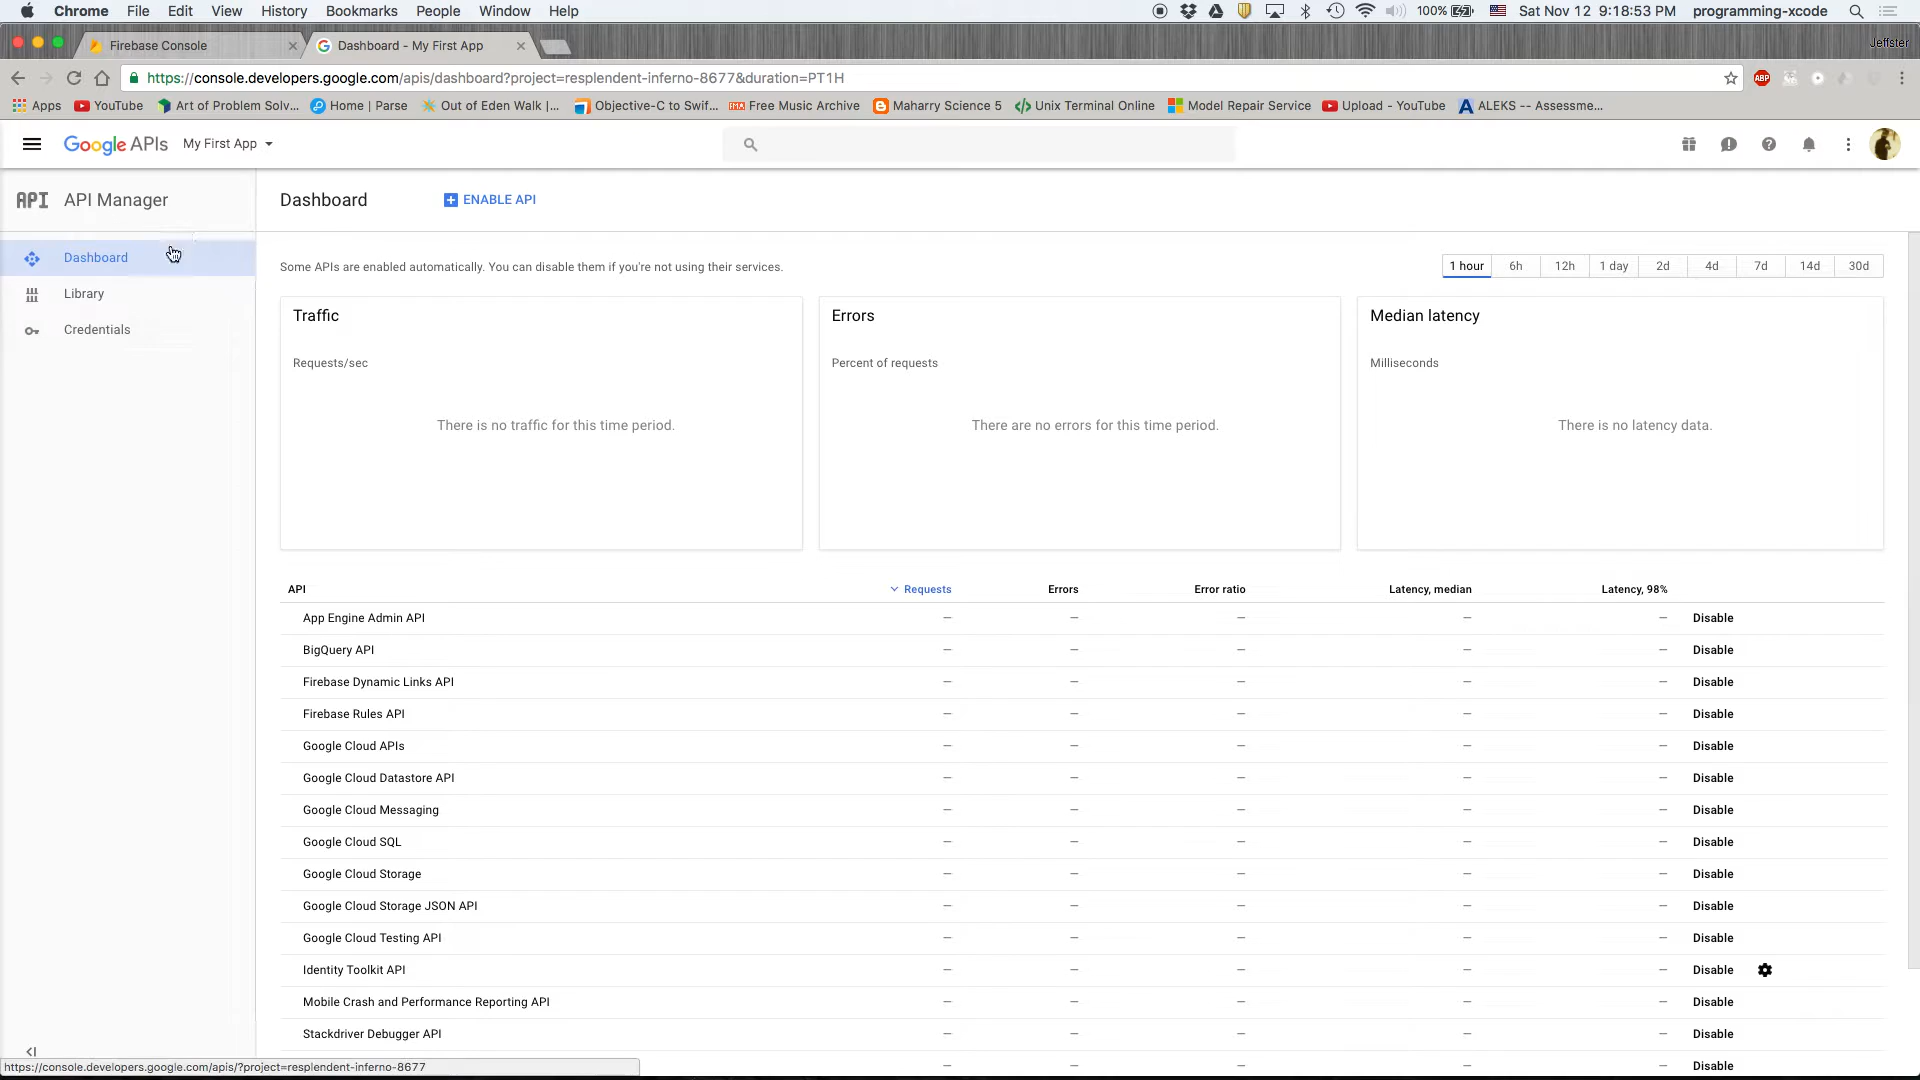 Chrome File Edit View History Bookmarks People Window Help 100% Sat Nov 12 9:18:53 PM programming-xcode
Firebase Console Dashboard - My First App Jeffster
https://console.developers.google.com/apis/dashboard?project=resplendent-inferno-8677&duration=PT1H ABP
Apps YouTube Art of Problem Solv... Home | Parse Out of Eden Walk |... Objective-C to Swif... Free Music Archive Maharry Science 5 Unix Terminal Online Model Repair Service Upload - YouTube ALEKS -- Assessme...
Google APIs My First App
API API Manager Dashboard ENABLE API
Dashboard
Library
Credentials
Some APIs are enabled automatically. You can disable them if you're not using their services. 1 hour 6h 12h 1 day 2d 4d 7d 14d 30d
Traffic Errors Median latency
Requests/sec Percent of requests Milliseconds
There is no traffic for this time period. There are no errors for this time period. There is no latency data.
API Requests Errors Error ratio Latency, median Latency, 98%
App Engine Admin API — — — — — Disable
BigQuery API — — — — — Disable
Firebase Dynamic Links API — — — — — Disable
Firebase Rules API — — — — — Disable
Google Cloud APIs — — — — — Disable
Google Cloud Datastore API — — — — — Disable
Google Cloud Messaging — — — — — Disable
Google Cloud SQL — — — — — Disable
Google Cloud Storage — — — — — Disable
Google Cloud Storage JSON API — — — — — Disable
Google Cloud Testing API — — — — — Disable
Identity Toolkit API — — — — — Disable
Mobile Crash and Performance Reporting API — — — — — Disable
Stackdriver Debugger API — — — — — Disable
— — — — — Disable
https://console.developers.google.com/apis/?project=resplendent-inferno-8677